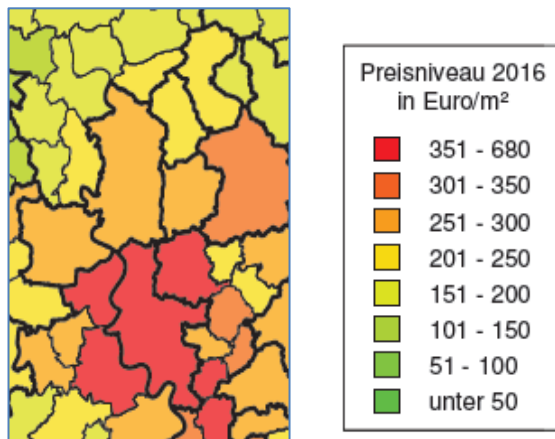 Preisniveau 2016
in Euro/m²
351 - 680
301 - 350
251 - 300
201 - 250
151 - 200
101 - 150
51 - 100
unter 50